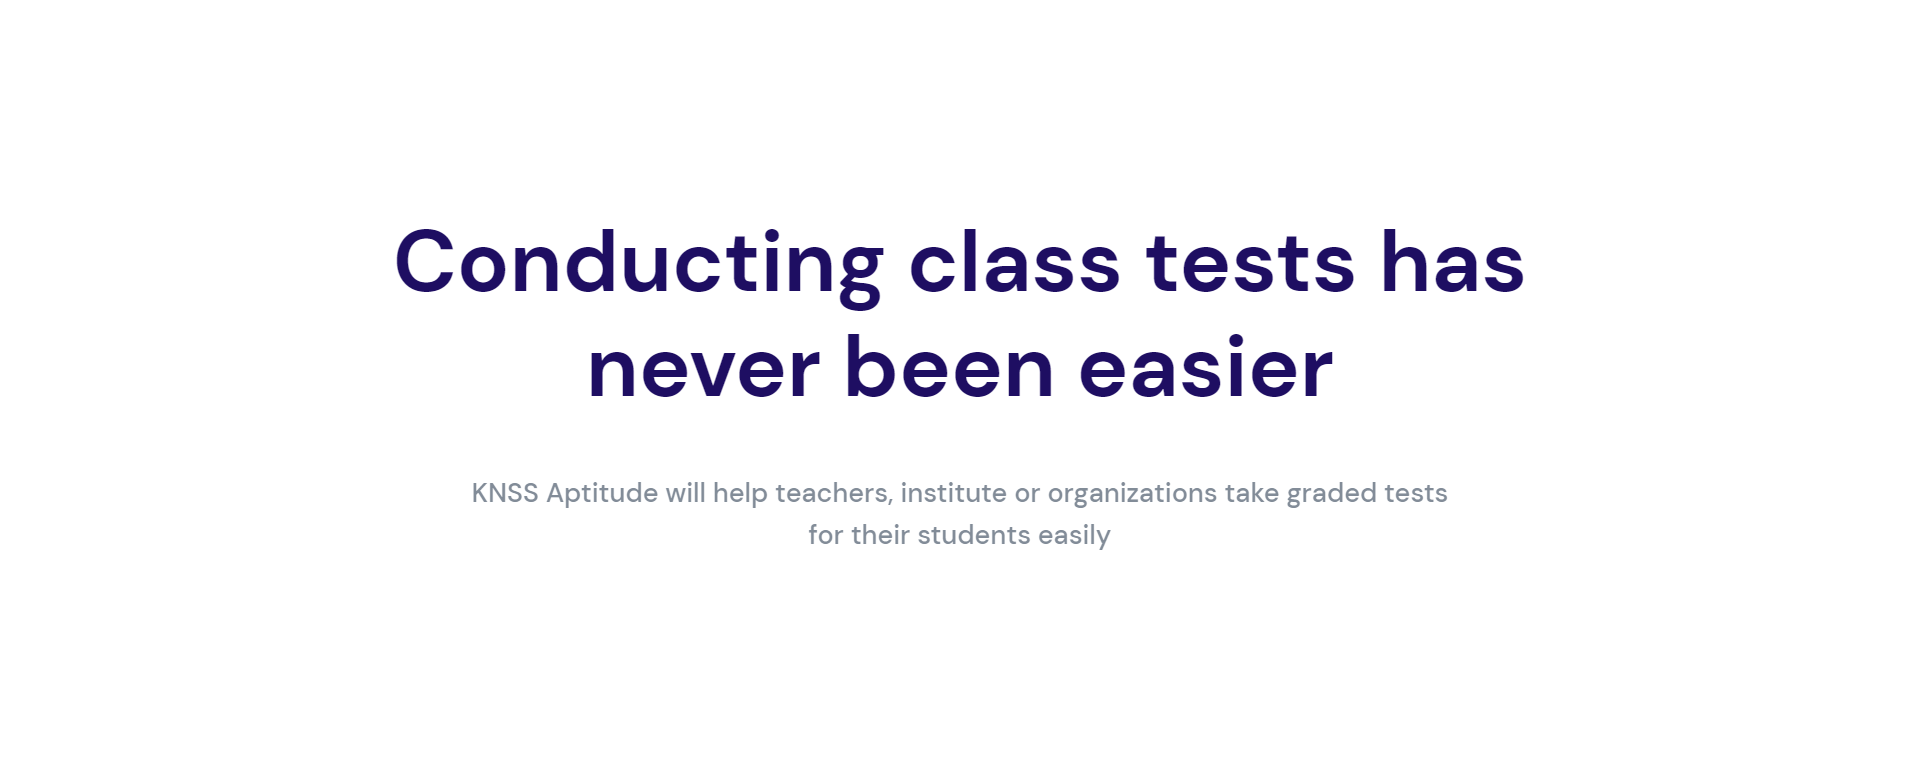 Conducting class tests has
never been easier
KNSS Aptitude will help teachers, institute or organizations take graded tests
for their students easily